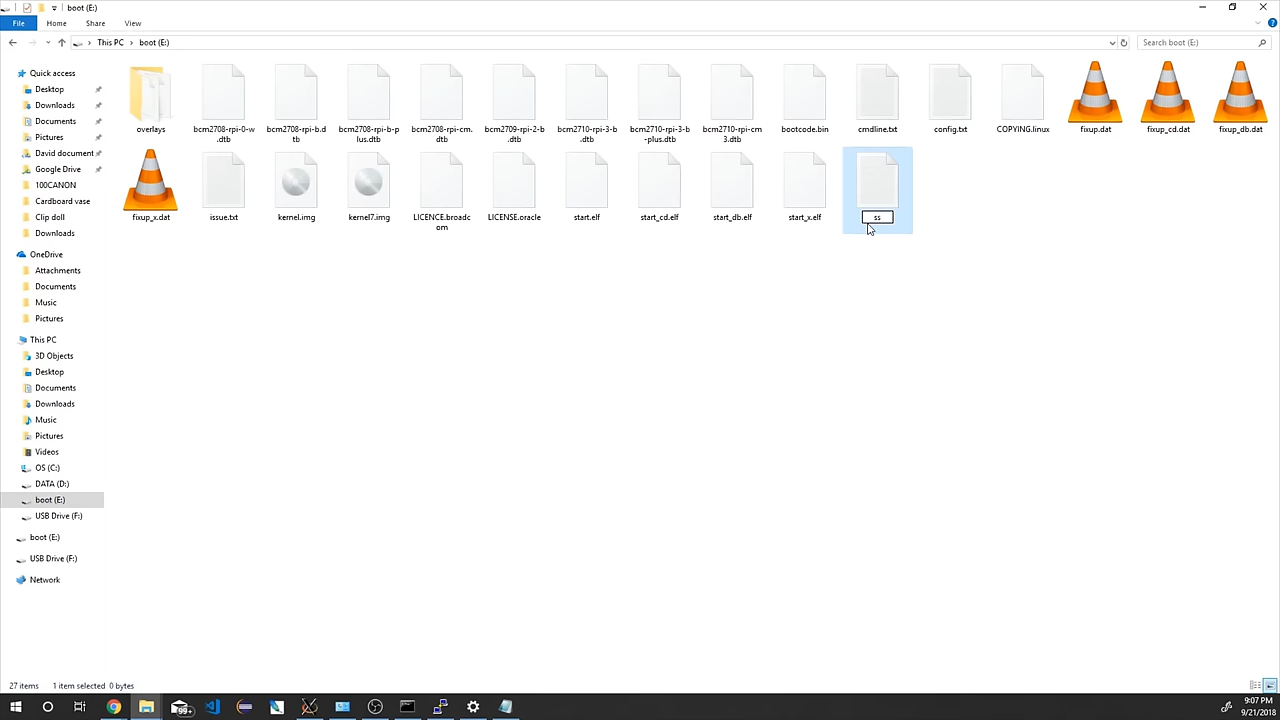 boot (E:)
File Home Share View
This PC > boot (E:)
Search boot (E:)
Quick access
Desktop
Downloads
Documents
Pictures
David document
Google Drive
100CANON
Cardboard vase
Clip doll
Downloads
OneDrive
Attachments
Documents
Music
Pictures
This PC
3D Objects
Desktop
Documents
Downloads
Music
Pictures
Videos
OS (C:)
DATA (D:)
boot (E:)
USB Drive (F:)
boot (E:)
USB Drive (F:)
Network
overlays
bcm2708-rpi-0-w
.dtb
bcm2708-rpi-b.d
tb
bcm2708-rpi-b-p
lus.dtb
bcm2708-rpi-cm.
dtb
bcm2709-rpi-2-b
.dtb
bcm2710-rpi-3-b
.dtb
bcm2710-rpi-3-b
-plus.dtb
bcm2710-rpi-cm
3.dtb
bootcode.bin
cmdline.txt
config.txt
COPYING.linux
fixup.dat
fixup_cd.dat
fixup_db.dat
fixup_x.dat
issue.txt
kernel.img
kernel7.img
LICENCE.broadc
om
LICENSE.oracle
start.elf
start_cd.elf
start_db.elf
start_x.elf
ss
27 items 1 item selected 0 bytes
99+
9:07 PM
9/21/2018